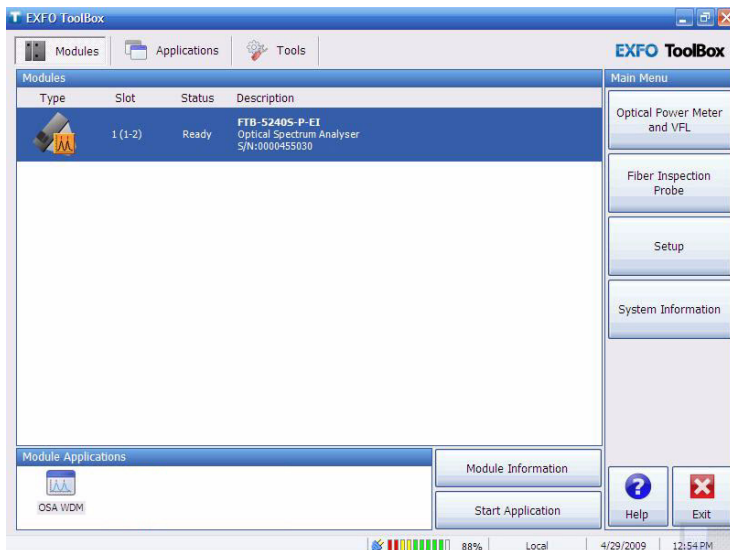 EXFO ToolBox
Modules
Applications
Tools
EXFO ToolBox
Modules
Type Slot Status Description
1 (1-2) Ready
FTB-5240S-P-EI
Optical Spectrum Analyser
S/N:0000455030
Main Menu
Optical Power Meter
and VFL
Fiber Inspection
Probe
Setup
System Information
Module Applications
OSA WDM
Module Information
Start Application
Help
Exit
88%
Local
4/29/2009
12:54 PM